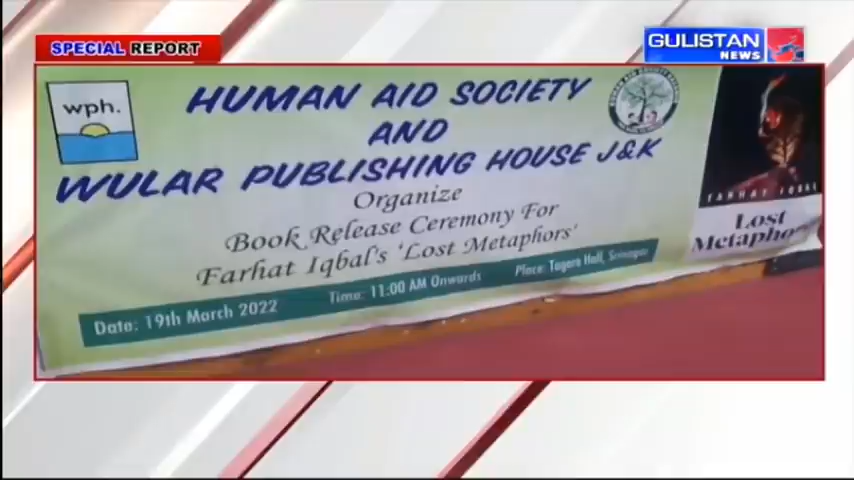 SPECIAL REPORT
GULISTAN
NEWS
wph.
HUMAN AID SOCIETY
AND
WULAR PUBLISHING HOUSE J&K
Organize
Book Release Ceremony For
Farhat Iqbal's 'Lost Metaphors'
Date: 19th March 2022 Time: 11:00 AM Onwards Place: Tagore Hall, Srinagar
FARHAT IQBAL
Lost
Metaphors